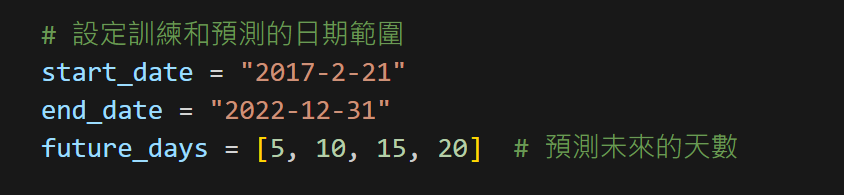 # 設定訓練和預測的日期範圍
start_date = "2017-2-21"
end_date = "2022-12-31"
future_days = [5, 10, 15, 20]  # 預測未來的天數